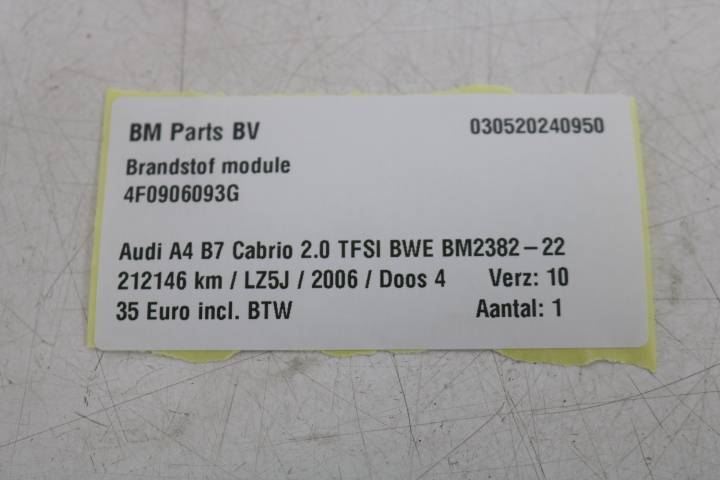 BM Parts BV 030520240950
Brandstof module
4F0906093G
Audi A4 B7 Cabrio 2.0 TFSI BWE BM2382-22
212146 km / LZ5J / 2006 / Doos 4 Verz: 10
35 Euro incl. BTW Aantal: 1